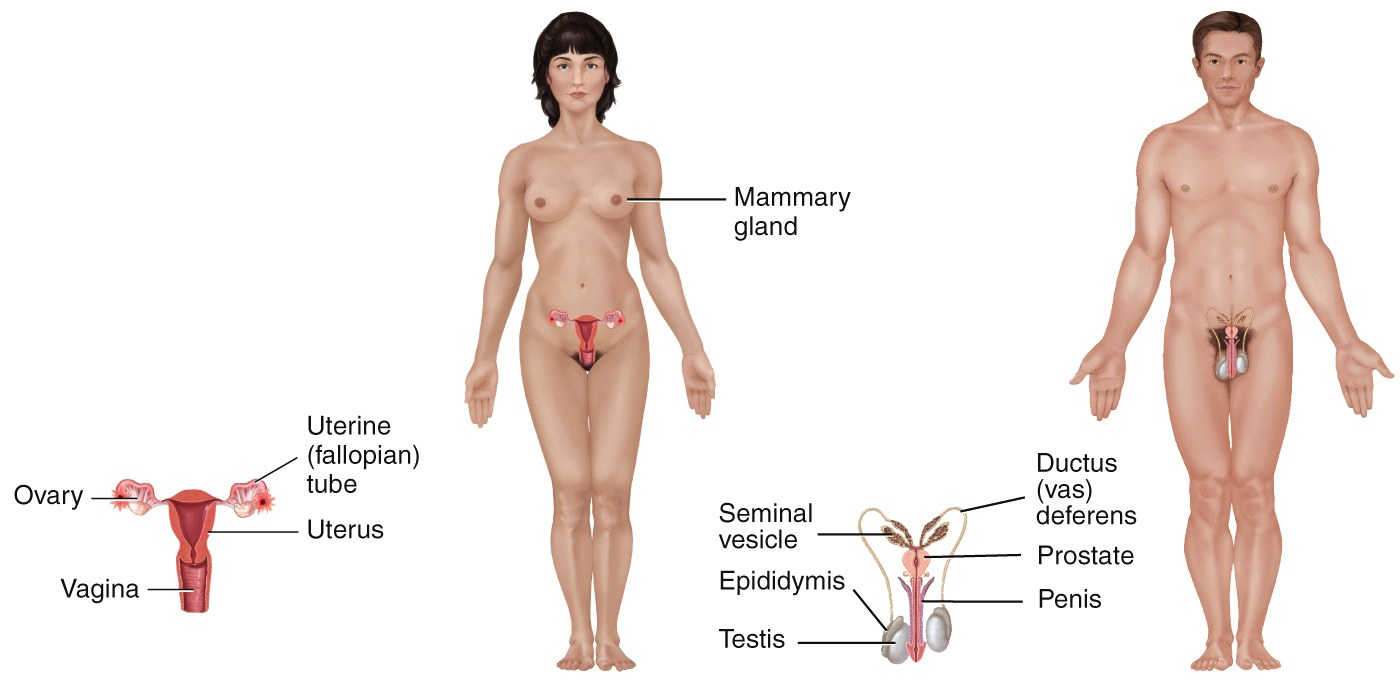 Mammary
gland
Uterine
(fallopian)
tube
Ovary
Uterus
Vagina
Ductus
(vas)
deferens
Seminal
vesicle
Prostate
Epididymis
Penis
Testis